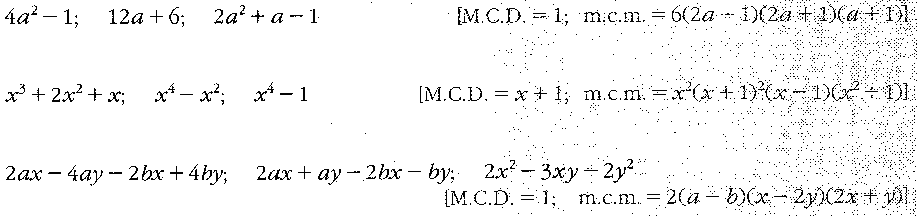 4a² − 1; 12a + 6; 2a² + a − 1 [M.C.D. = 1; m.c.m. = 6(2a − 1)(2a + 1)(a + 1)]
x³ + 2x² + x; x⁴ − x²; x⁴ − 1 [M.C.D. = x + 1; m.c.m. = x²(x + 1)²(x − 1)(x² + 1)]
2ax − 4ay − 2bx + 4by; 2ax + ay − 2bx − by; 2x² − 3xy − 2y²
[M.C.D. = 1; m.c.m. = 2(a − b)(x − 2y)(2x + y)]